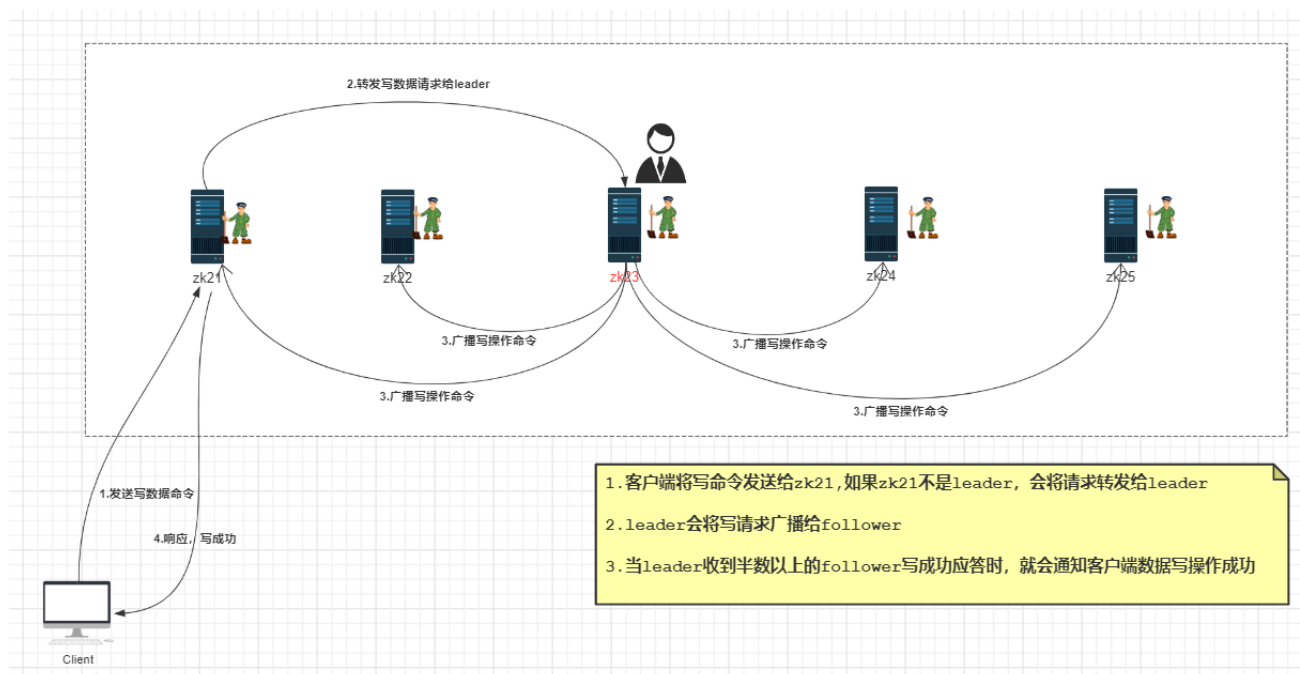 2.转发写数据请求给leader
zk21
zk22
zk23
zk24
zk25
3.广播写操作命令
3.广播写操作命令
3.广播写操作命令
3.广播写操作命令
1.发送写数据命令
4.响应，写成功
Client
1.客户端将写命令发送给zk21,如果zk21不是leader，会将请求转发给leader
2.leader会将写请求广播给follower
3.当leader收到半数以上的follower写成功应答时，就会通知客户端数据写操作成功